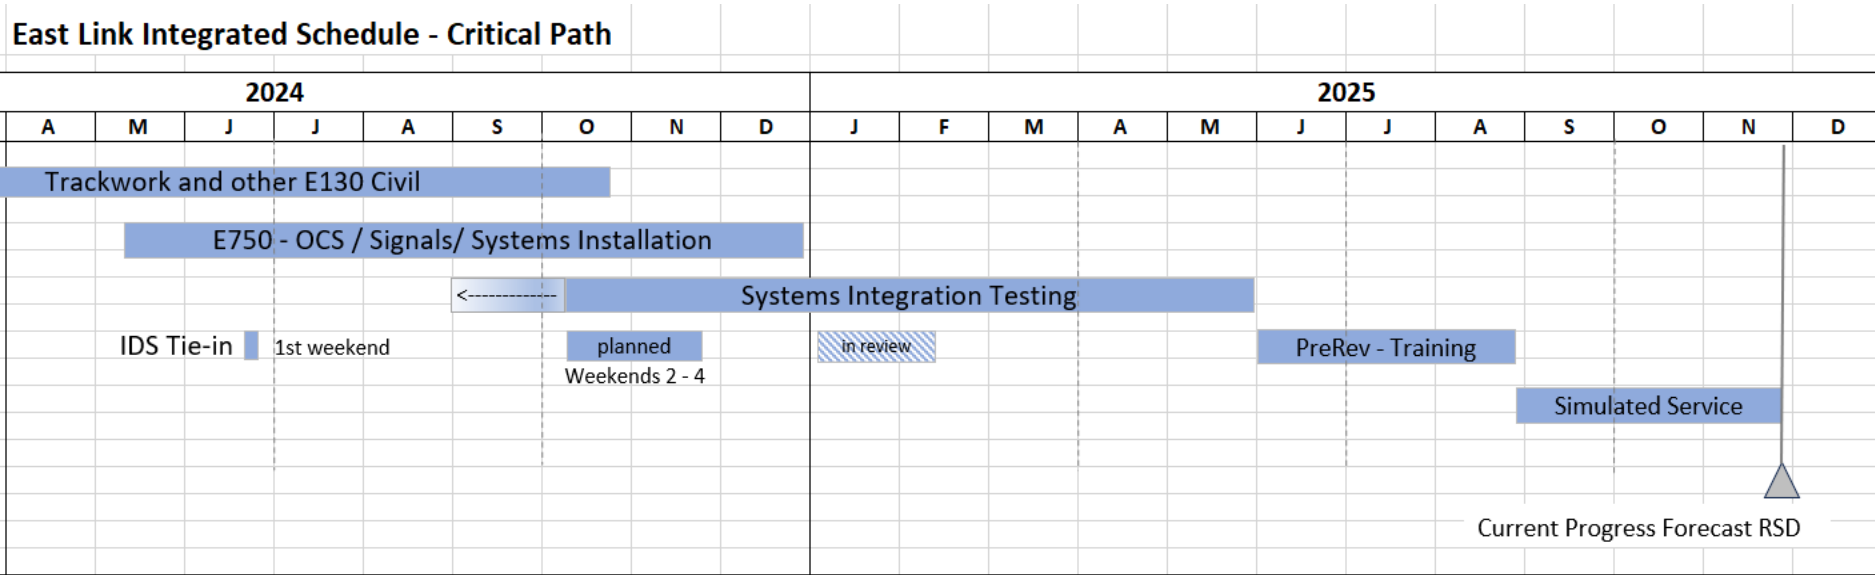 East Link Integrated Schedule - Critical Path
2024 2025
A M J J A S O N D J F M A M J J A S O N D
Trackwork and other E130 Civil
E750 - OCS / Signals/ Systems Installation
<------------- Systems Integration Testing
IDS Tie-in 1st weekend planned in review PreRev - Training
Weekends 2 - 4
Simulated Service
Current Progress Forecast RSD